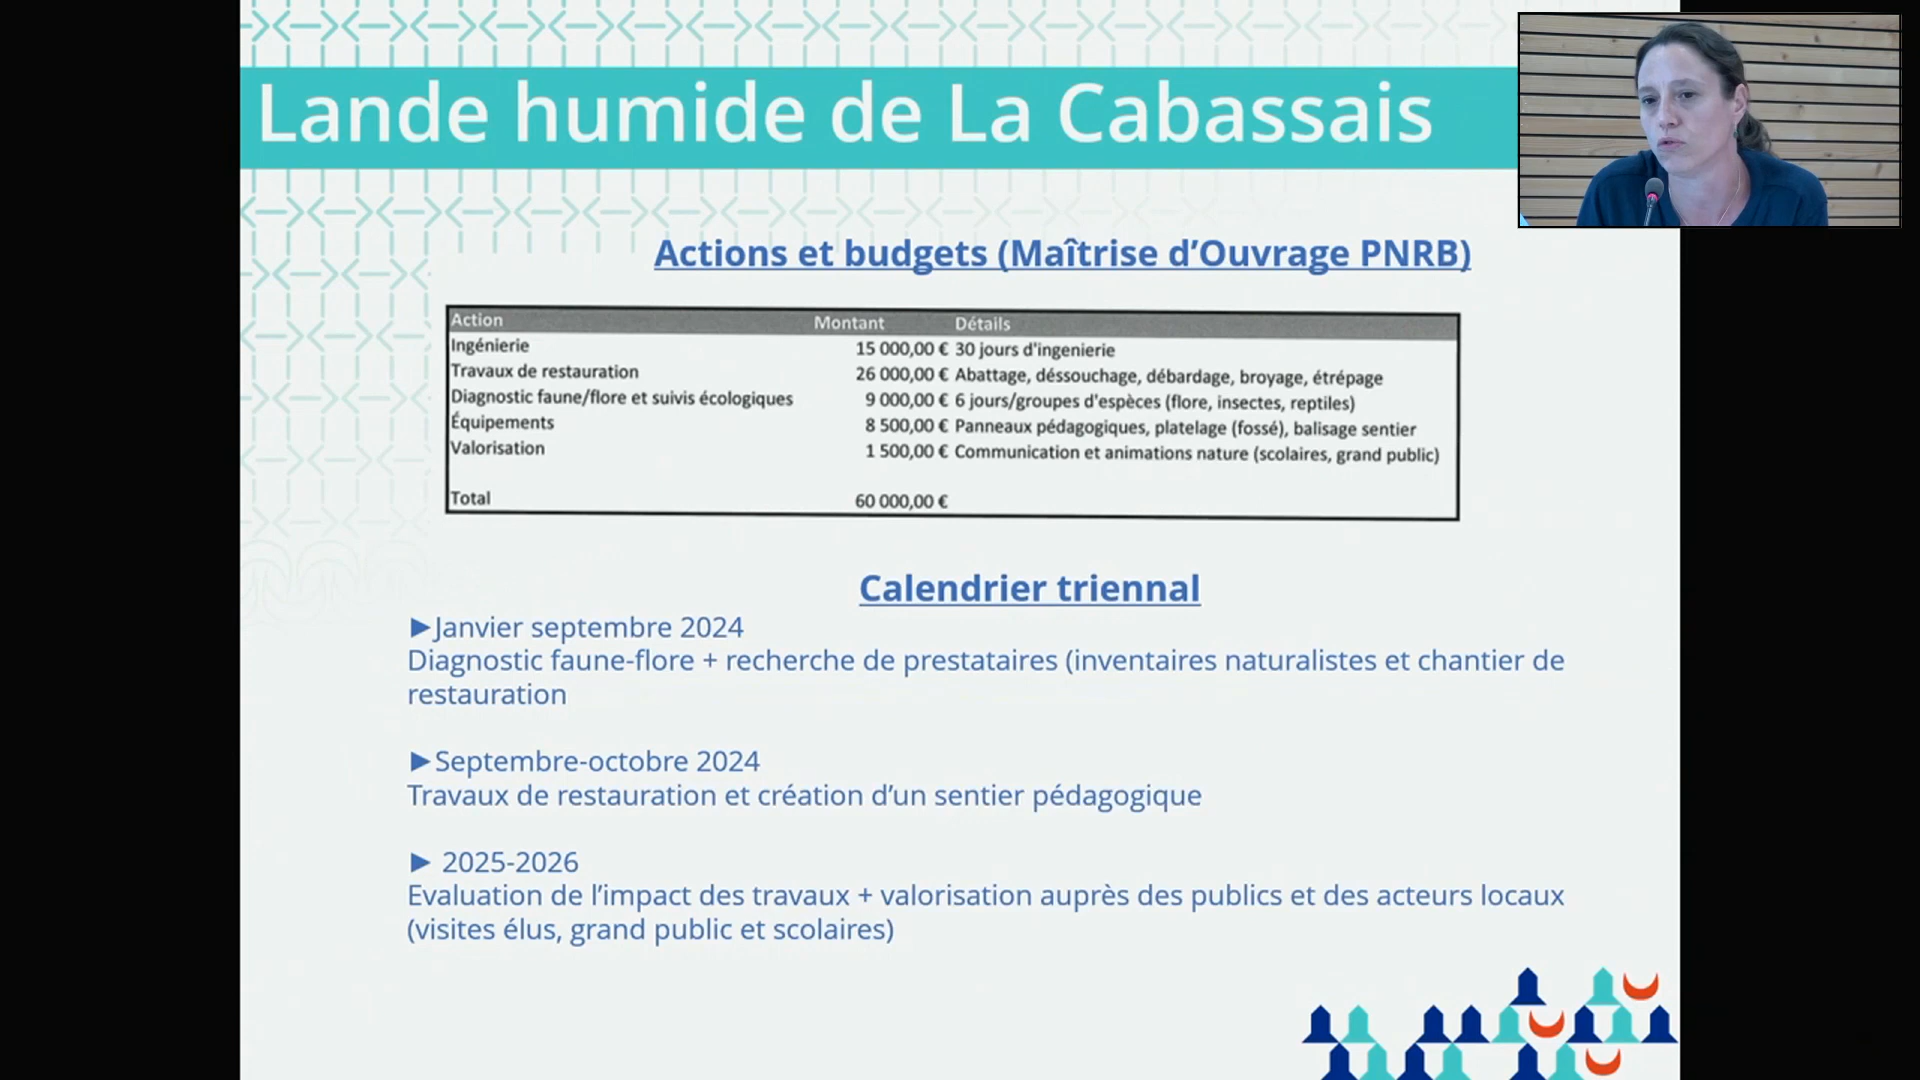 Lande humide de La Cabassais
Actions et budgets (Maîtrise d’Ouvrage PNRB)
Action Montant Détails
Ingénierie 15 000,00 € 30 jours d'ingenierie
Travaux de restauration 26 000,00 € Abattage, déssouchage, débardage, broyage, étrépage
Diagnostic faune/flore et suivis écologiques 9 000,00 € 6 jours/groupes d'espèces (flore, insectes, reptiles)
Équipements 8 500,00 € Panneaux pédagogiques, platelage (fossé), balisage sentier
Valorisation 1 500,00 € Communication et animations nature (scolaires, grand public)
Total 60 000,00 €
Calendrier triennal
►Janvier septembre 2024
Diagnostic faune-flore + recherche de prestataires (inventaires naturalistes et chantier de
restauration
►Septembre-octobre 2024
Travaux de restauration et création d’un sentier pédagogique
► 2025-2026
Evaluation de l’impact des travaux + valorisation auprès des publics et des acteurs locaux
(visites élus, grand public et scolaires)